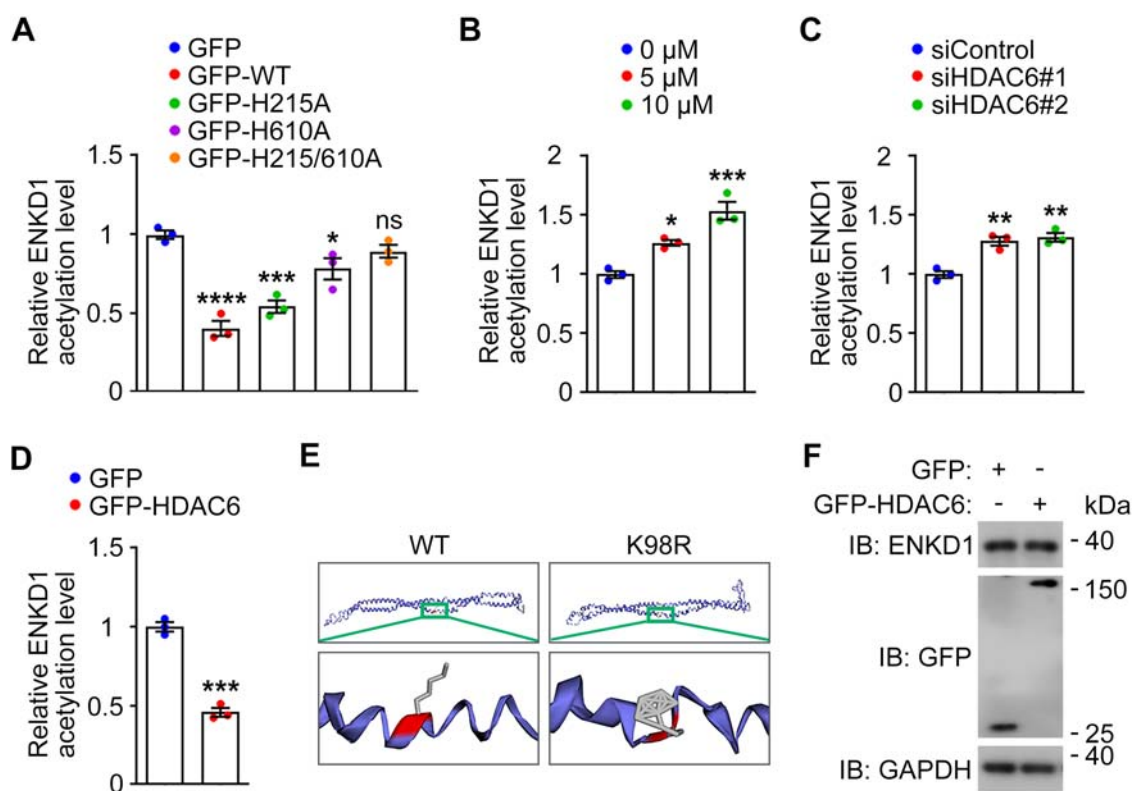 A
GFP
GFP-WT
GFP-H215A
GFP-H610A
GFP-H215/610A
Relative ENKD1
acetylation level
1.5
1
0.5
0
****
***
*
ns
B
0 µM
5 µM
10 µM
Relative ENKD1
acetylation level
2
1.5
1
0.5
0
*
***
C
siControl
siHDAC6#1
siHDAC6#2
Relative ENKD1
acetylation level
2
1.5
1
0.5
0
**
**
D
GFP
GFP-HDAC6
Relative ENKD1
acetylation level
1.5
1
0.5
0
***
E
WT
K98R
F
GFP: + -
GFP-HDAC6: - + kDa
IB: ENKD1 - 40
- 150
IB: GFP
- 25
- 40
IB: GAPDH